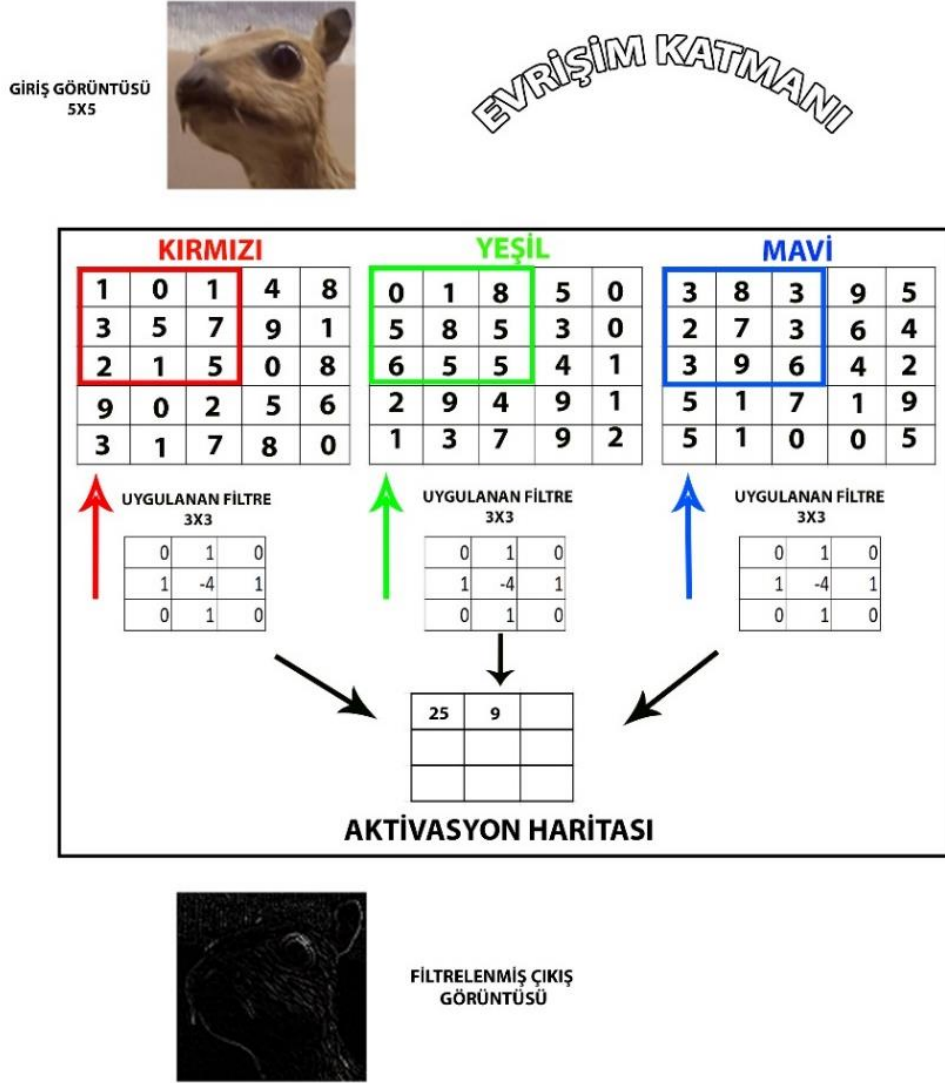 GİRİŞ GÖRÜNTÜSÜ
5X5
EVRİŞİM KATMANI
KIRMIZI
1 0 1 4 8
3 5 7 9 1
2 1 5 0 8
9 0 2 5 6
3 1 7 8 0
YEŞİL
0 1 8 5 0
5 8 5 3 0
6 5 5 4 1
2 9 4 9 1
1 3 7 9 2
MAVİ
3 8 3 9 5
2 7 3 6 4
3 9 6 4 2
5 1 7 1 9
5 1 0 0 5
UYGULANAN FİLTRE
3X3
0 1 0
1 -4 1
0 1 0
UYGULANAN FİLTRE
3X3
0 1 0
1 -4 1
0 1 0
UYGULANAN FİLTRE
3X3
0 1 0
1 -4 1
0 1 0
25 9
AKTİVASYON HARİTASI
FİLTRELENMİŞ ÇIKIŞ
GÖRÜNTÜSÜ